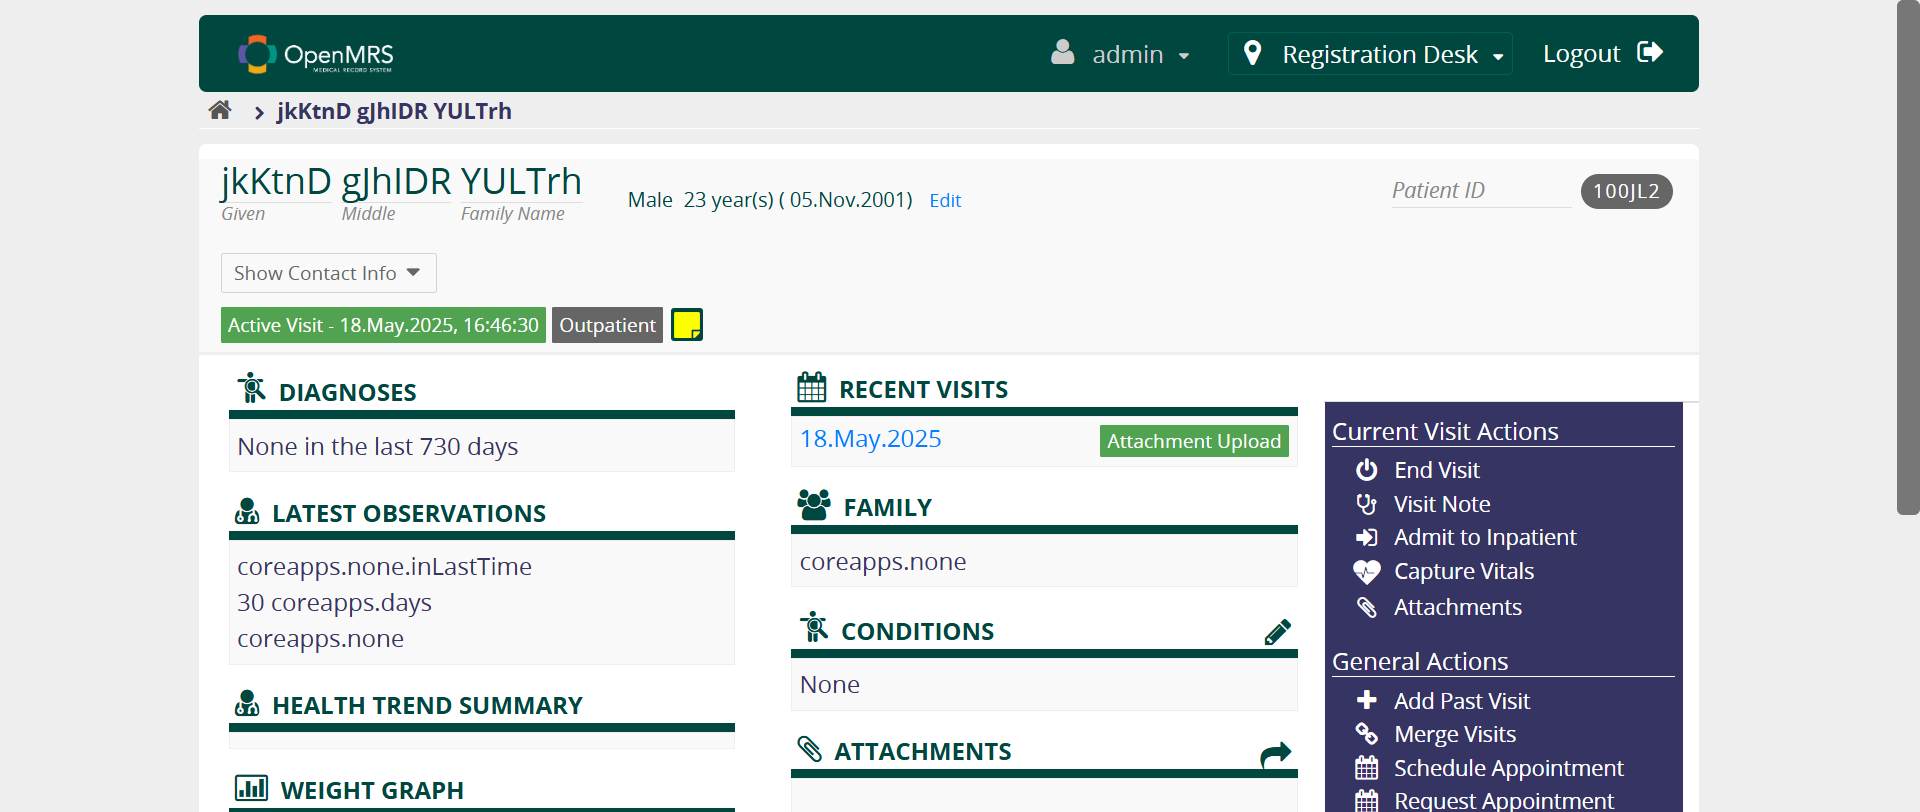 OpenMRS
MEDICAL RECORD SYSTEM
admin
Registration Desk
Logout
jkKtnD gJhIDR YULTrh
jkKtnD gJhIDR YULTrh
Given Middle Family Name
Male 23 year(s) ( 05.Nov.2001) Edit
Patient ID 100JL2
Show Contact Info
Active Visit - 18.May.2025, 16:46:30 Outpatient
DIAGNOSES
None in the last 730 days
LATEST OBSERVATIONS
coreapps.none.inLastTime
30 coreapps.days
coreapps.none
HEALTH TREND SUMMARY
WEIGHT GRAPH
RECENT VISITS
18.May.2025 Attachment Upload
FAMILY
coreapps.none
CONDITIONS
None
ATTACHMENTS
Current Visit Actions
End Visit
Visit Note
Admit to Inpatient
Capture Vitals
Attachments
General Actions
Add Past Visit
Merge Visits
Schedule Appointment
Request Appointment